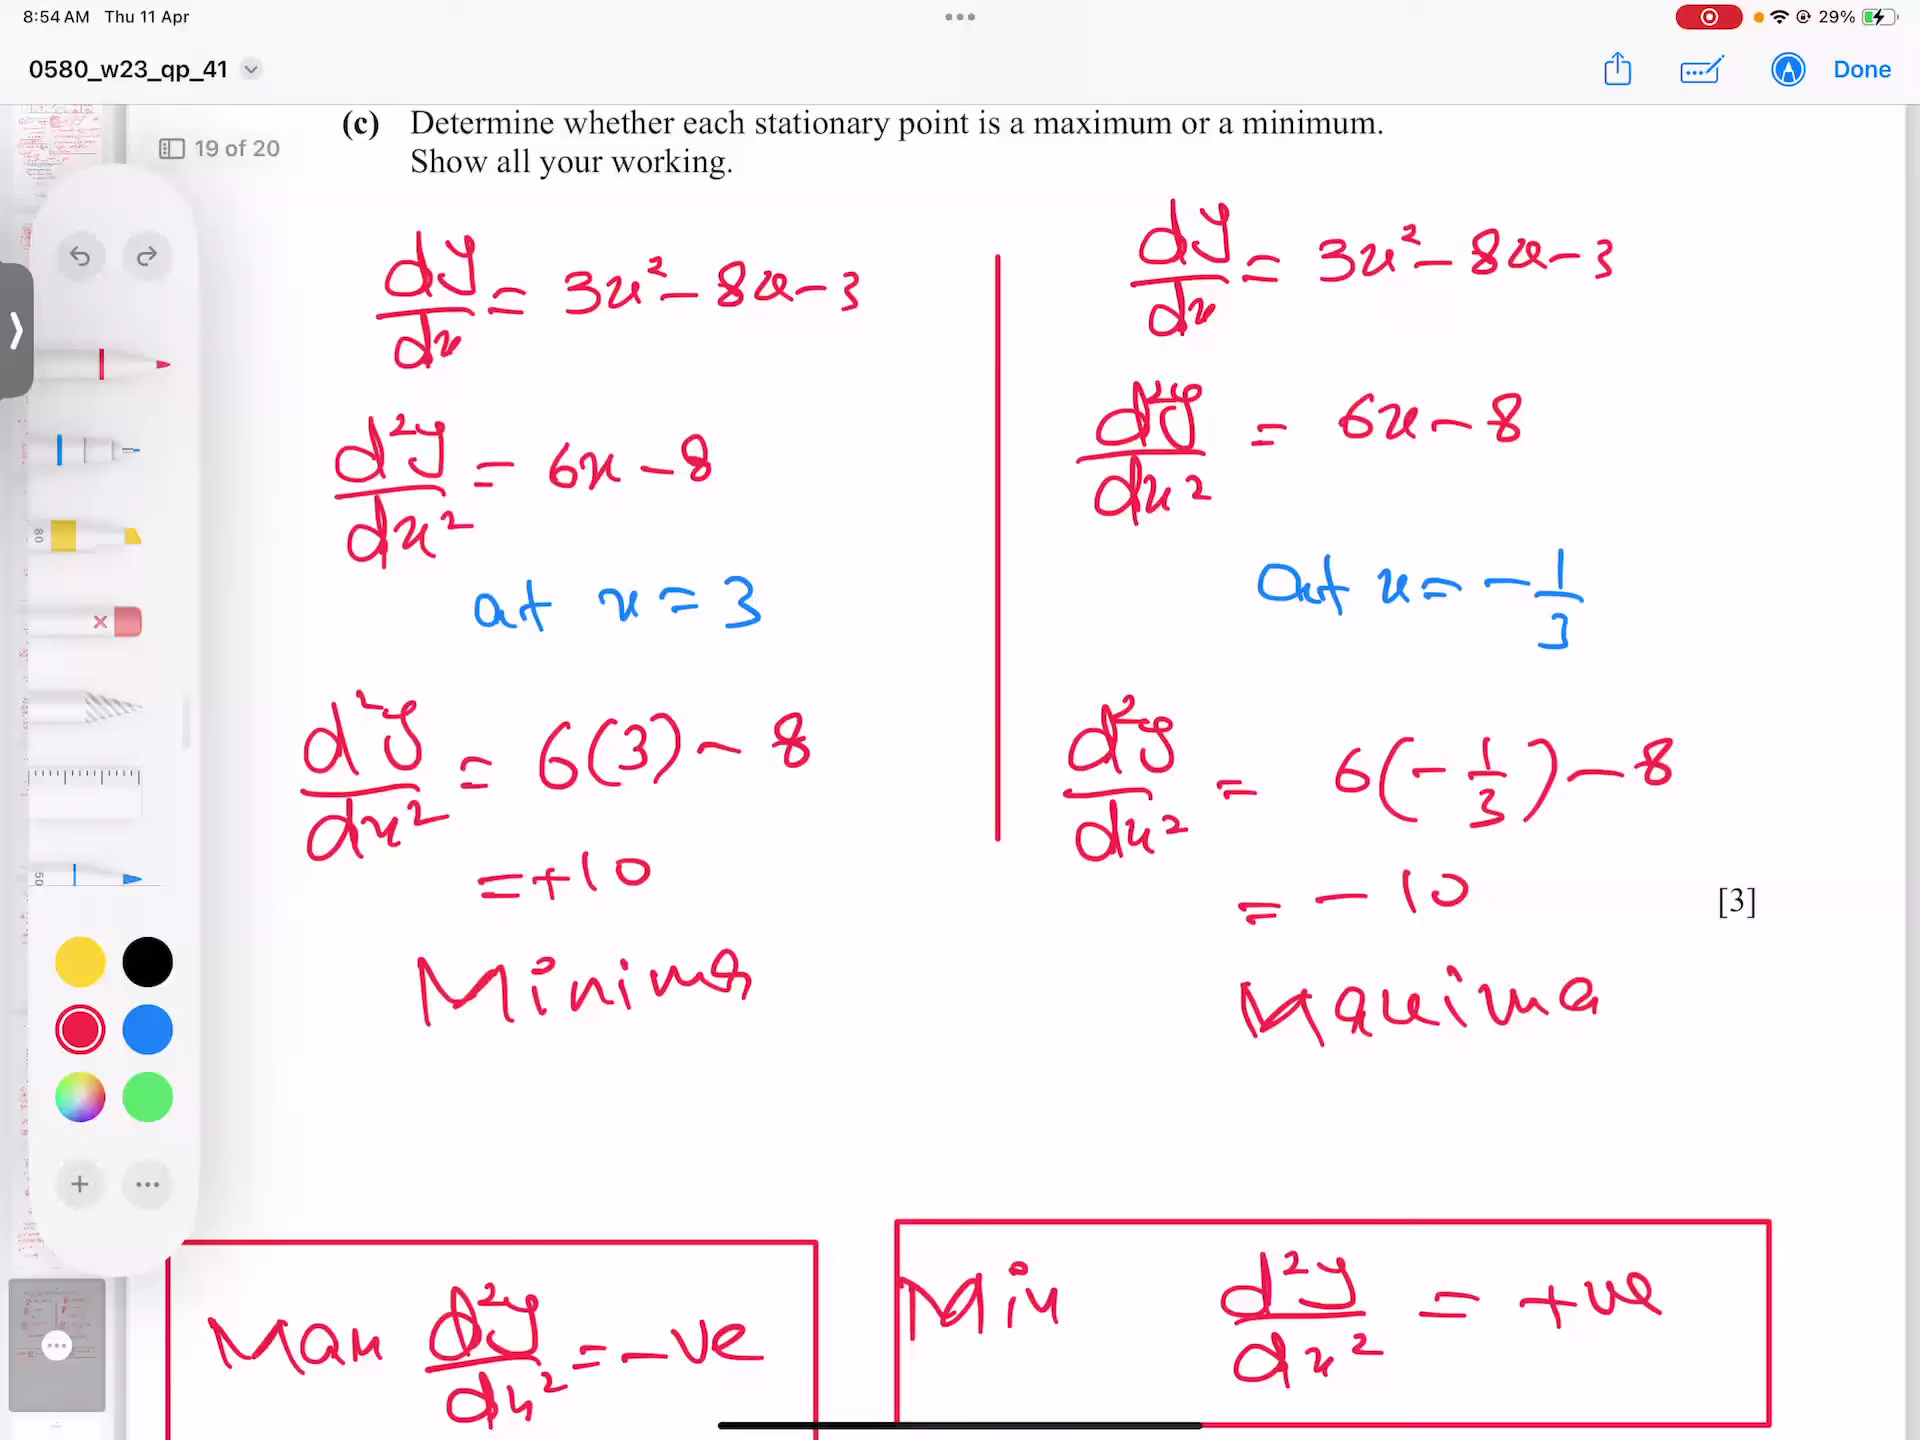 8:54 AM Thu 11 Apr
29%
0580_w23_qp_41
Done
19 of 20
(c) Determine whether each stationary point is a maximum or a minimum.
Show all your working.
dy/dx = 3x² - 8x - 3
d²y/dx² = 6x - 8
at x = 3
d²y/dx² = 6(3) - 8
= +10
Minima
dy/dx = 3x² - 8x - 3
d²y/dx² = 6x - 8
at x = -1/3
d²y/dx² = 6(-1/3) - 8
= -10
[3]
Maxima
Max d²y/dx² = -ve
Min d²y/dx² = +ve
80
50